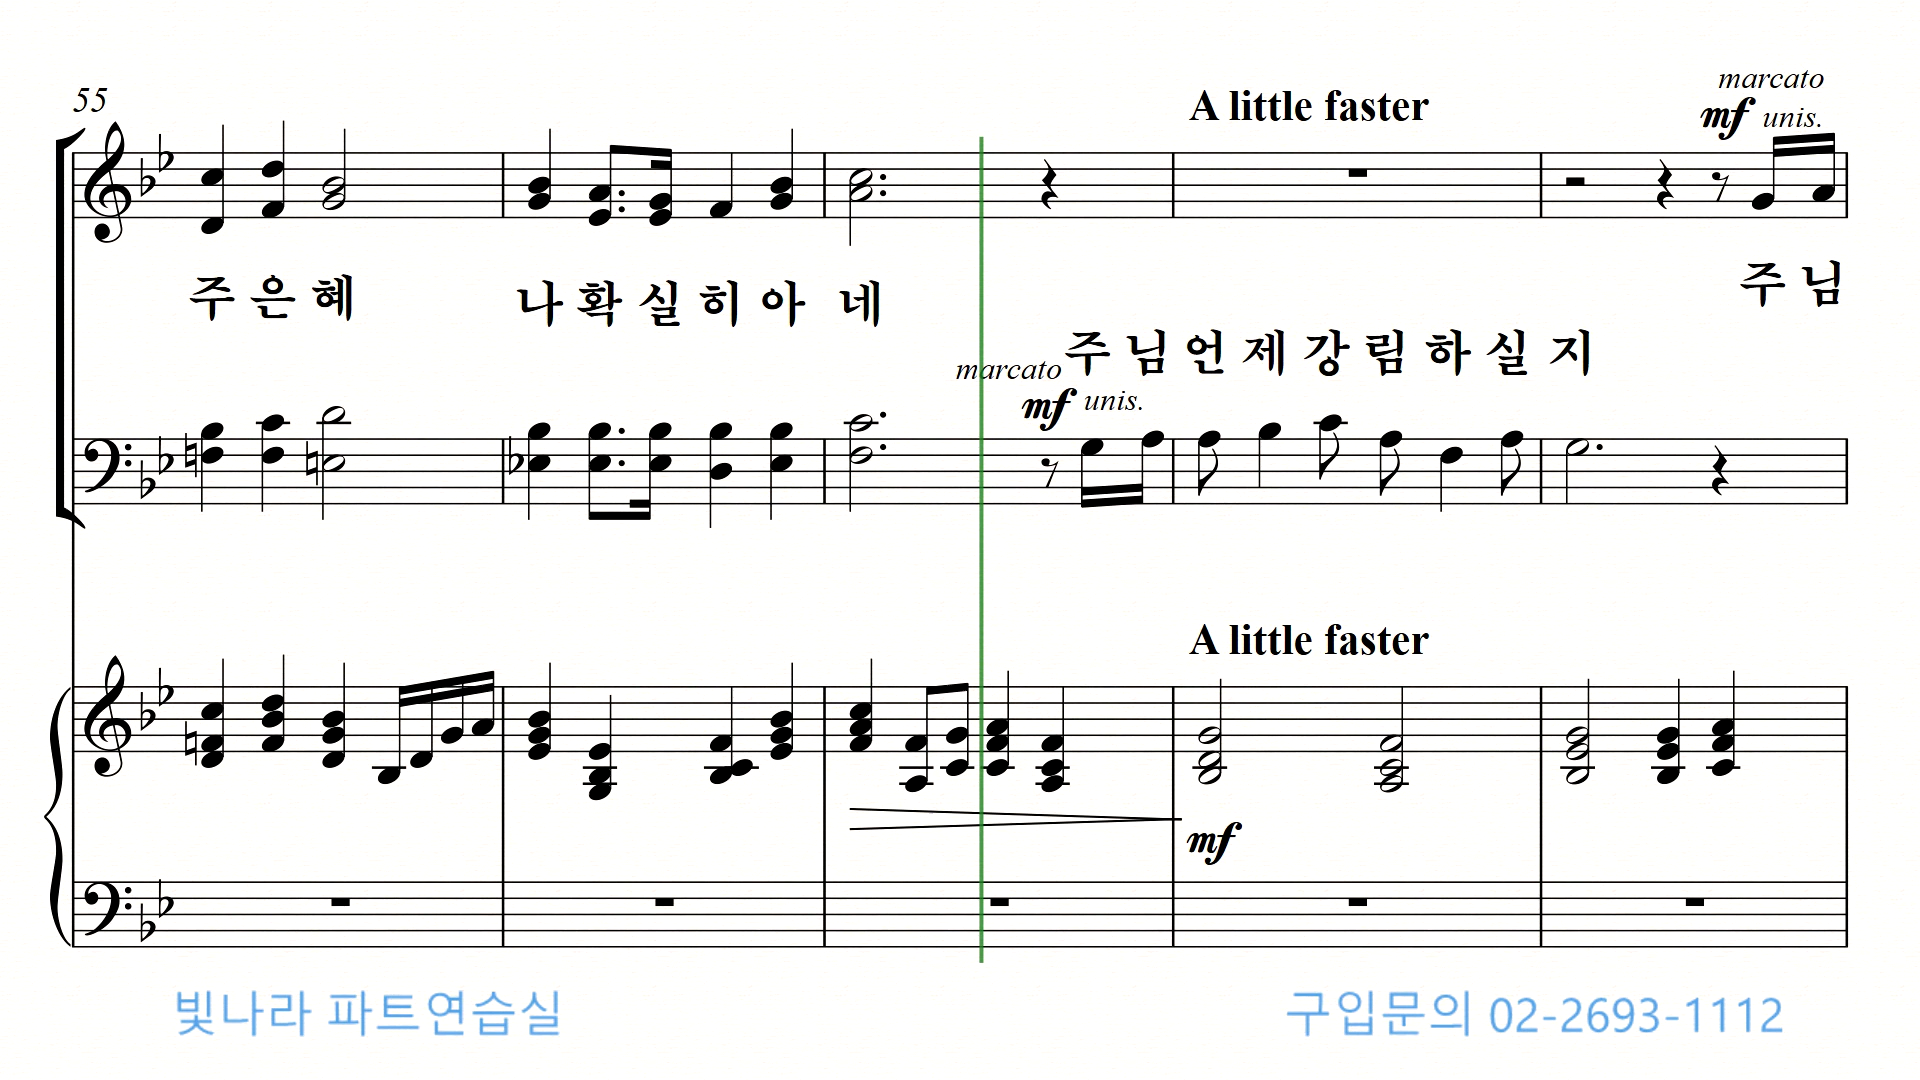 55
A little faster
marcato
mf unis.
주 은 혜 나 확 실 히 아 네 주 님
주 님 언 제 강 림 하 실 지
marcato
mf unis.
A little faster
mf
빛나라 파트연습실 구입문의 02-2693-1112